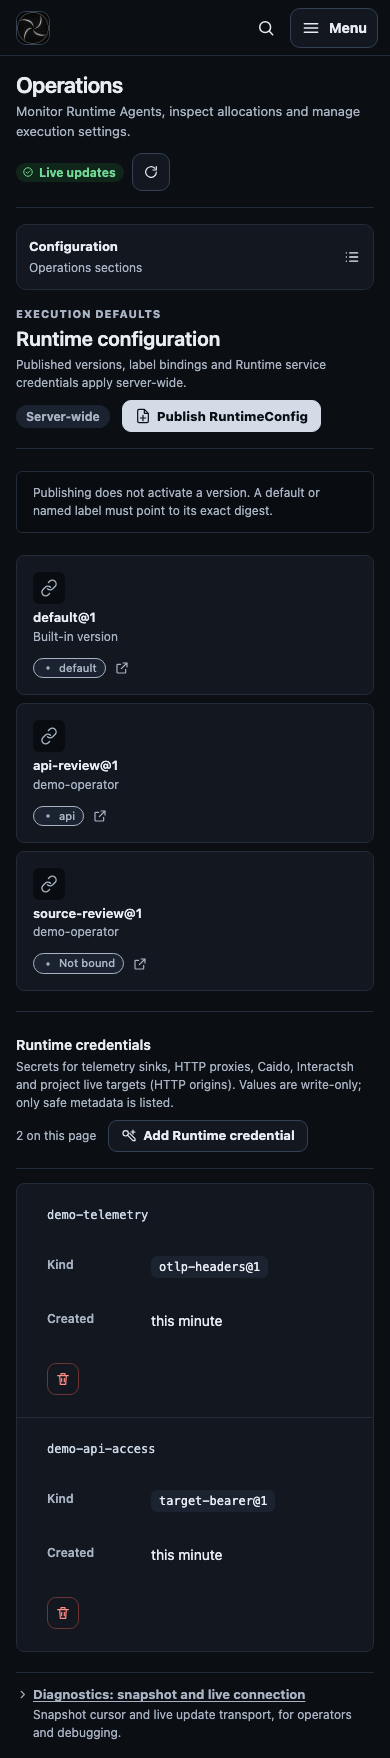 Menu
Operations
Monitor Runtime Agents, inspect allocations and manage
execution settings.
Live updates
Configuration
Operations sections
EXECUTION DEFAULTS
Runtime configuration
Published versions, label bindings and Runtime service
credentials apply server-wide.
Server-wide
Publish RuntimeConfig
Publishing does not activate a version. A default or
named label must point to its exact digest.
default@1
Built-in version
default
api-review@1
demo-operator
api
source-review@1
demo-operator
Not bound
Runtime credentials
Secrets for telemetry sinks, HTTP proxies, Caido, Interactsh
and project live targets (HTTP origins). Values are write-only;
only safe metadata is listed.
2 on this page
Add Runtime credential
demo-telemetry
Kind
otlp-headers@1
Created
this minute
demo-api-access
Kind
target-bearer@1
Created
this minute
Diagnostics: snapshot and live connection
Snapshot cursor and live update transport, for operators
and debugging.